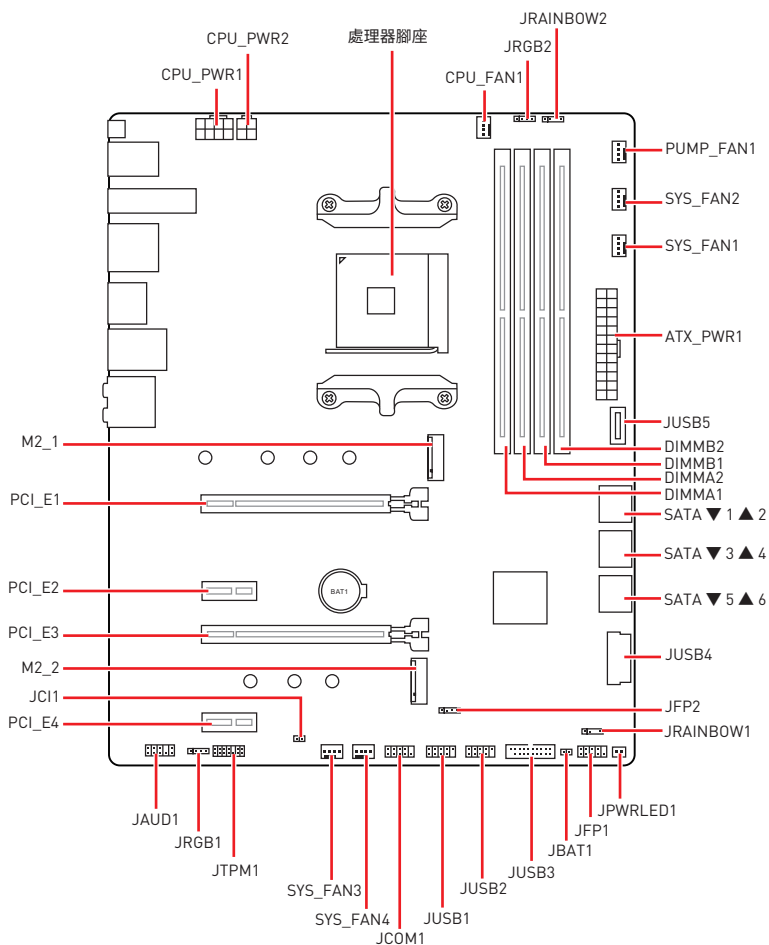 JRAINBOW2
CPU_PWR2
處理器腳座
JRGB2
CPU_PWR1
CPU_FAN1
PUMP_FAN1
SYS_FAN2
SYS_FAN1
ATX_PWR1
JUSB5
M2_1
DIMMB2
DIMMB1
DIMMA2
DIMMA1
PCI_E1
SATA ▼ 1 ▲ 2
SATA ▼ 3 ▲ 4
PCI_E2
BAT1
SATA ▼ 5 ▲ 6
PCI_E3
JUSB4
M2_2
JCI1
JFP2
PCI_E4
JRAINBOW1
JAUD1
JPWRLED1
JRGB1
JFP1
JTPM1
JBAT1
JUSB3
SYS_FAN3
JUSB2
SYS_FAN4
JUSB1
JCOM1